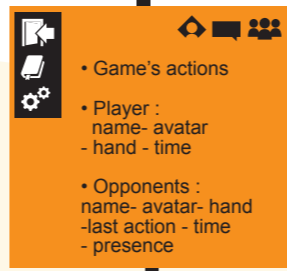 • Game's actions
• Player :
name- avatar
- hand - time
• Opponents :
name- avatar- hand
-last action - time
- presence